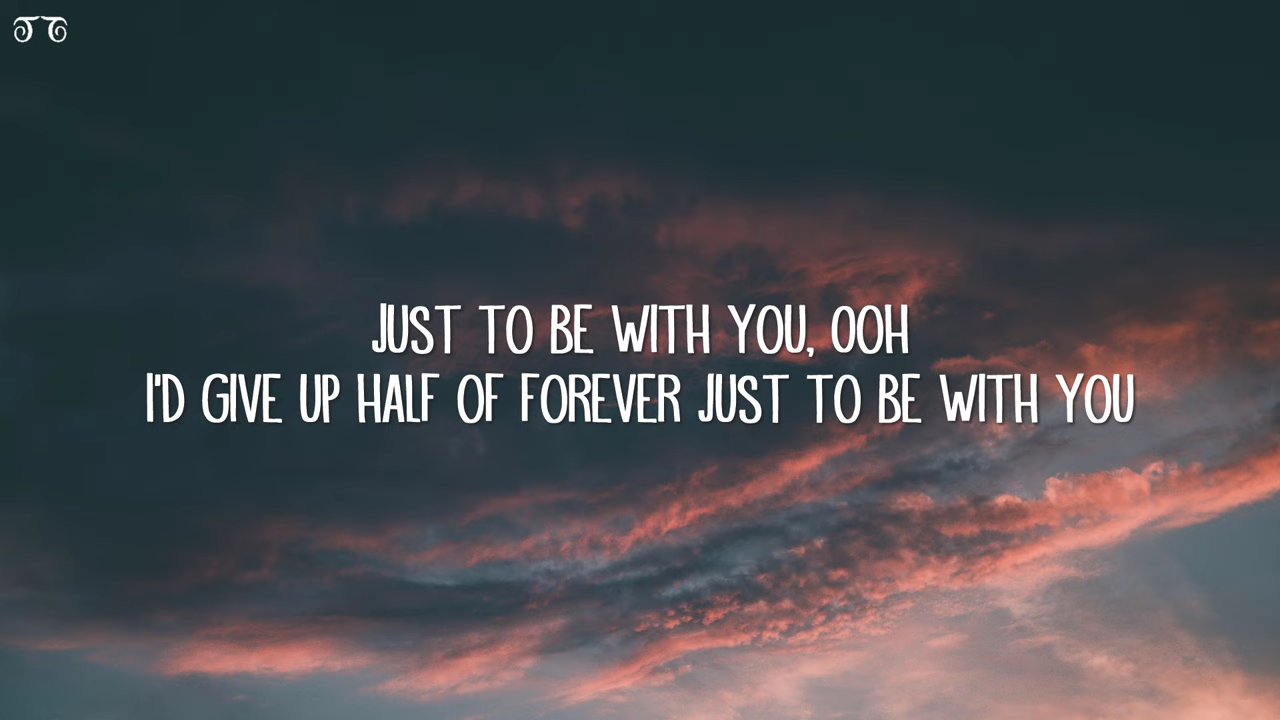 JUST TO BE WITH YOU, OOH
I'D GIVE UP HALF OF FOREVER JUST TO BE WITH YOU